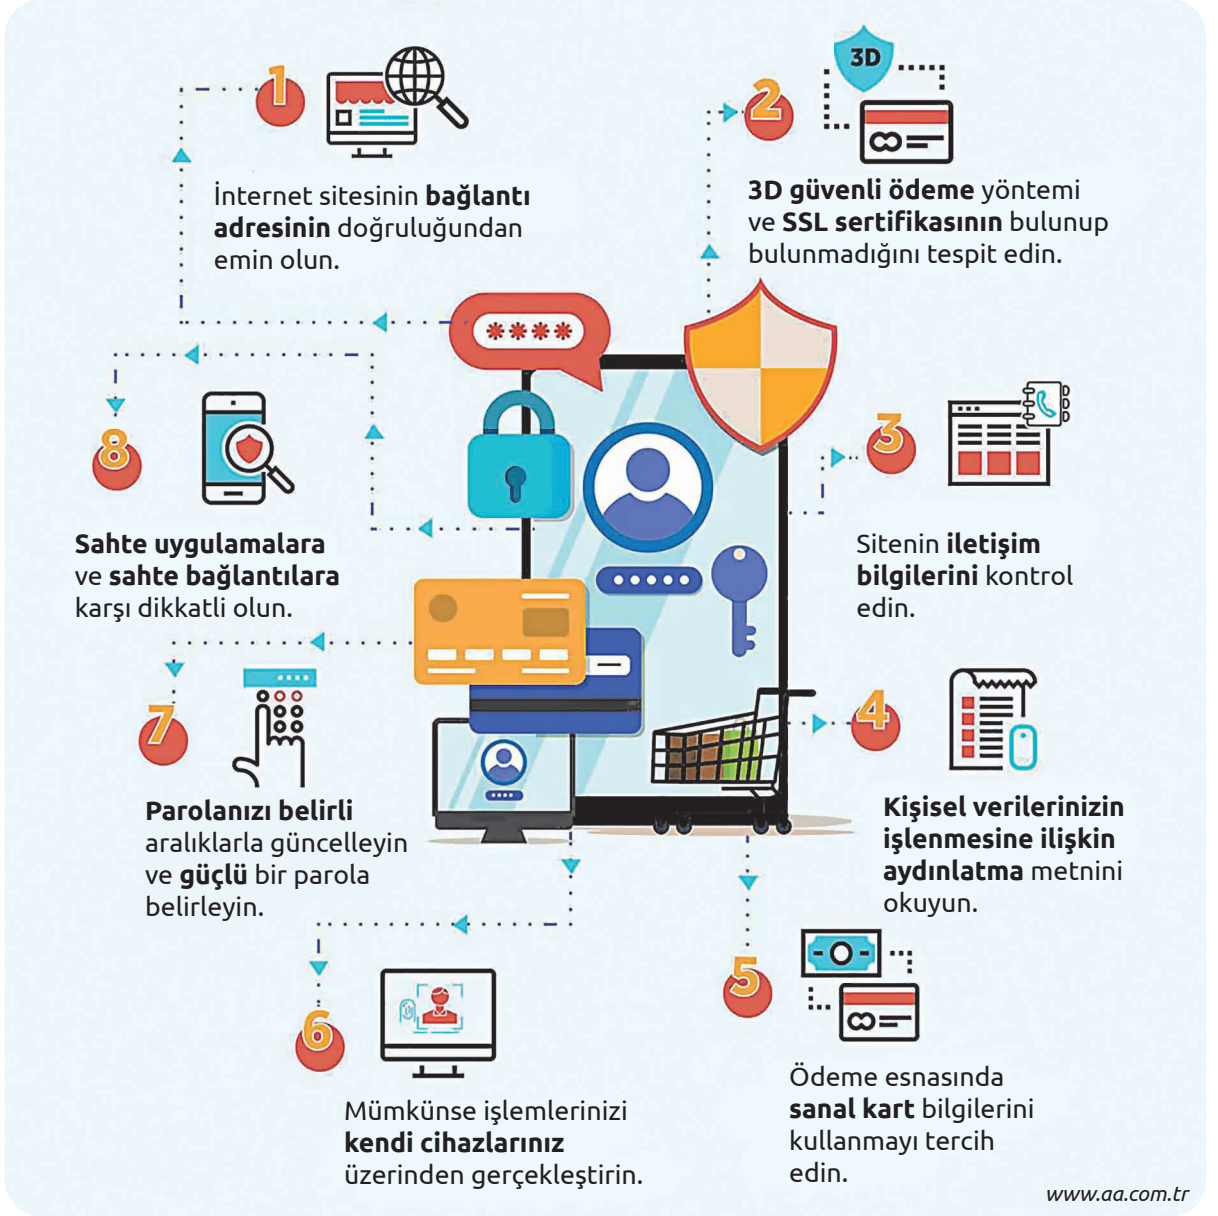 1
İnternet sitesinin bağlantı
adresinin doğruluğundan
emin olun.
2
3D
3D güvenli ödeme yöntemi
ve SSL sertifikasının bulunup
bulunmadığını tespit edin.
3
Sitenin iletişim
bilgilerini kontrol
edin.
4
Kişisel verilerinizin
işlenmesine ilişkin
aydınlatma metnini
okuyun.
5
Ödeme esnasında
sanal kart bilgilerini
kullanmayı tercih
edin.
6
Mümkünse işlemlerinizi
kendi cihazlarınız
üzerinden gerçekleştirin.
7
Parolanızı belirli
aralıklarla güncelleyin
ve güçlü bir parola
belirleyin.
8
Sahte uygulamalara
ve sahte bağlantılara
karşı dikkatli olun.
****
www.aa.com.tr